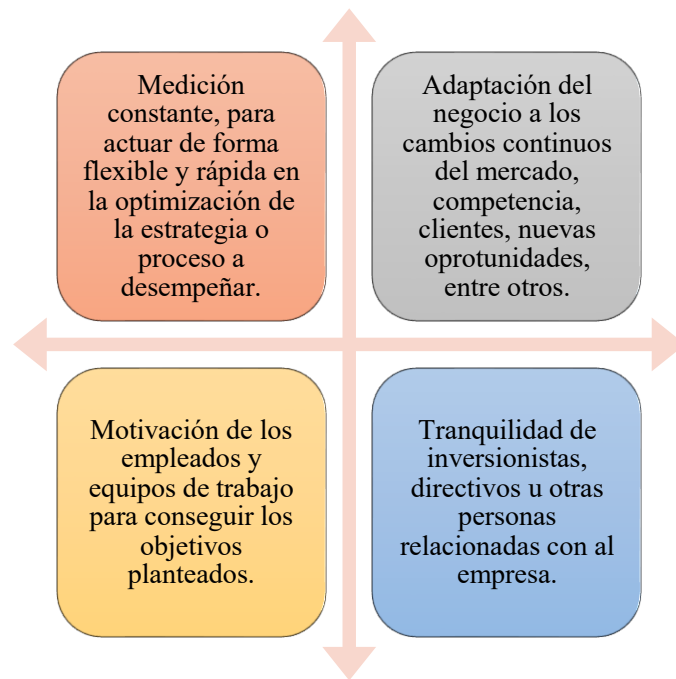 Medición
constante, para
actuar de forma
flexible y rápida en
la optimización de
la estrategia o
proceso a
desempeñar.
Adaptación del
negocio a los
cambios continuos
del mercado,
competencia,
clientes, nuevas
oprotunidades,
entre otros.
Motivación de los
empleados y
equipos de trabajo
para conseguir los
objetivos
planteados.
Tranquilidad de
inversionistas,
directivos u otras
personas
relacionadas con al
empresa.